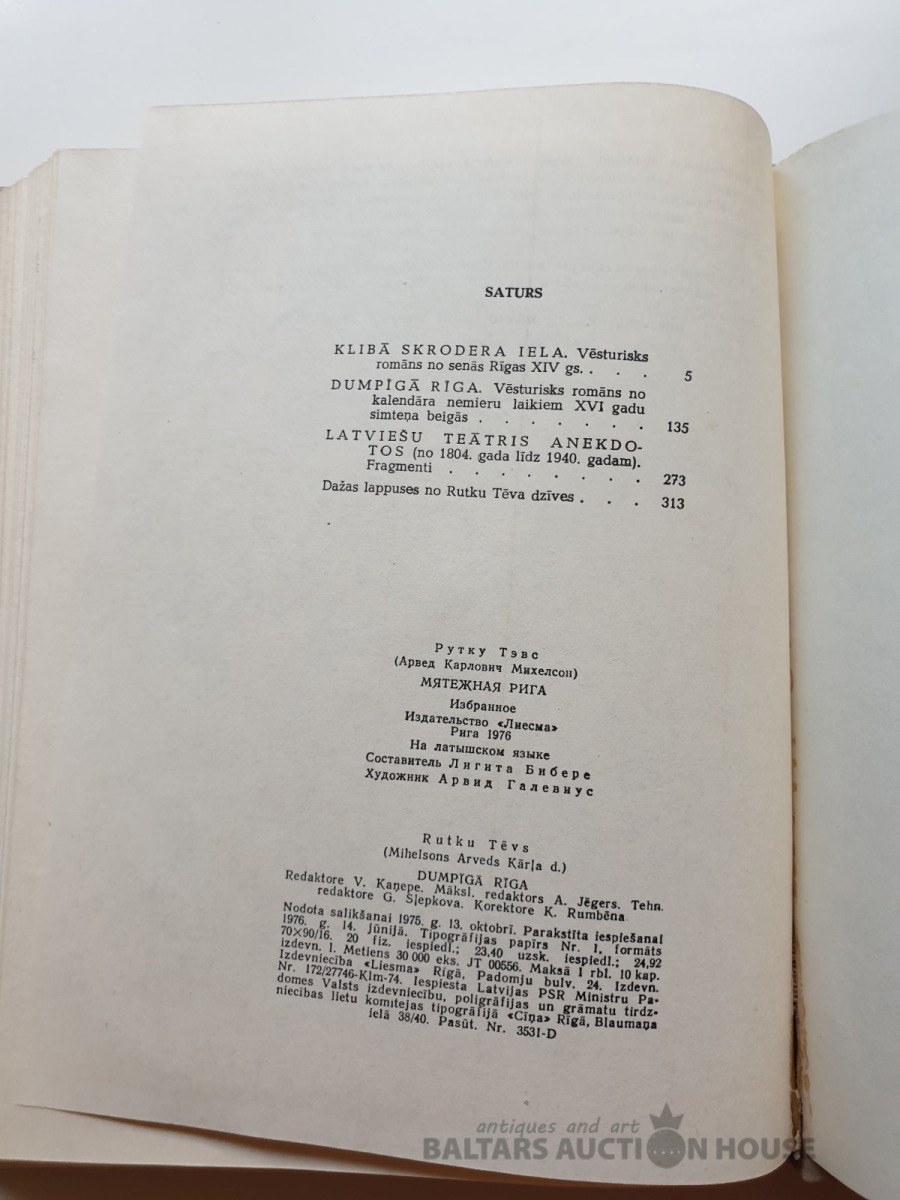 SATURS
KLIBĀ SKRODERA IELA. Vēsturisks
romāns no senās Rīgas XIV gs. . . . 5
DUMPĪGĀ RĪGA. Vēsturisks romāns no
kalendāra nemieru laikiem XVI gadu
simteņa beigās . . . . . . . 135
LATVIEŠU TEĀTRIS ANEKDO-
TOS (no 1804. gada līdz 1940. gadam).
Fragmenti . . . . . . . . 273
Dažas lappuses no Rutku Tēva dzīves . . . 313
Рутку Тэвс
(Арвед Карлович Михелсон)
МЯТЕЖНАЯ РИГА
Избранное
Издательство «Лиесма»
Рига 1976
На латышском языке
Составитель Лигита Бибере
Художник Арвид Галевиус
Rutku Tēvs
(Mihelsons Arveds Kārļa d.)
DUMPĪGĀ RĪGA
Redaktore V. Kaņepe. Māksl. redaktors A. Jēgers. Tehn.
redaktore G. Sļepkova. Korektore K. Rumbēna
Nodota salikšanai 1975. g. 13. oktobrī. Parakstīta iespiešanai
1976. g. 14. jūnijā. Tipogrāfijas papīrs Nr. 1, formāts
70×90/16. 20 fiz. iespiedl.; 23,40 uzsk. iespiedl.; 24,92
izdevn. l. Metiens 30 000 eks. JT 00556. Maksā 1 rbl. 10 kap.
Izdevniecība «Liesma» Rīgā, Padomju bulv. 24. Izdevn.
Nr. 172/27746-Klm-74. Iespiesta Latvijas PSR Ministru Pa-
domes Valsts izdevniecību, poligrāfijas un grāmatu tirdz-
niecības lietu komitejas tipogrāfijā «Cīņa» Rīgā, Blaumaņa
ielā 38/40. Pasūt. Nr. 3531-D
antiques and art
BALTARS AUCTION HOUSE